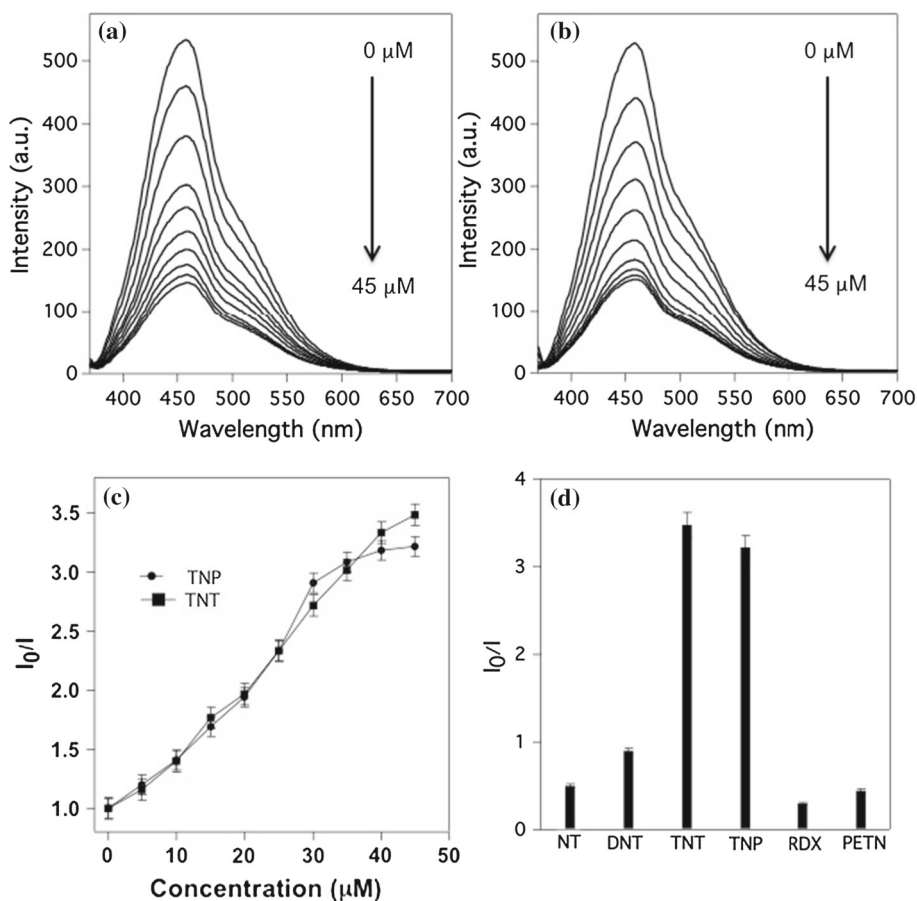 (a)
0 μM
45 μM
Intensity (a.u.)
500
400
300
200
100
0
400 450 500 550 600 650 700
Wavelength (nm)
(b)
0 μM
45 μM
Intensity (a.u.)
500
400
300
200
100
0
400 450 500 550 600 650 700
Wavelength (nm)
(c)
TNP
TNT
I₀/I
3.5
3.0
2.5
2.0
1.5
1.0
0 10 20 30 40 50
Concentration (μM)
(d)
I₀/I
4
3
2
1
0
NT DNT TNT TNP RDX PETN